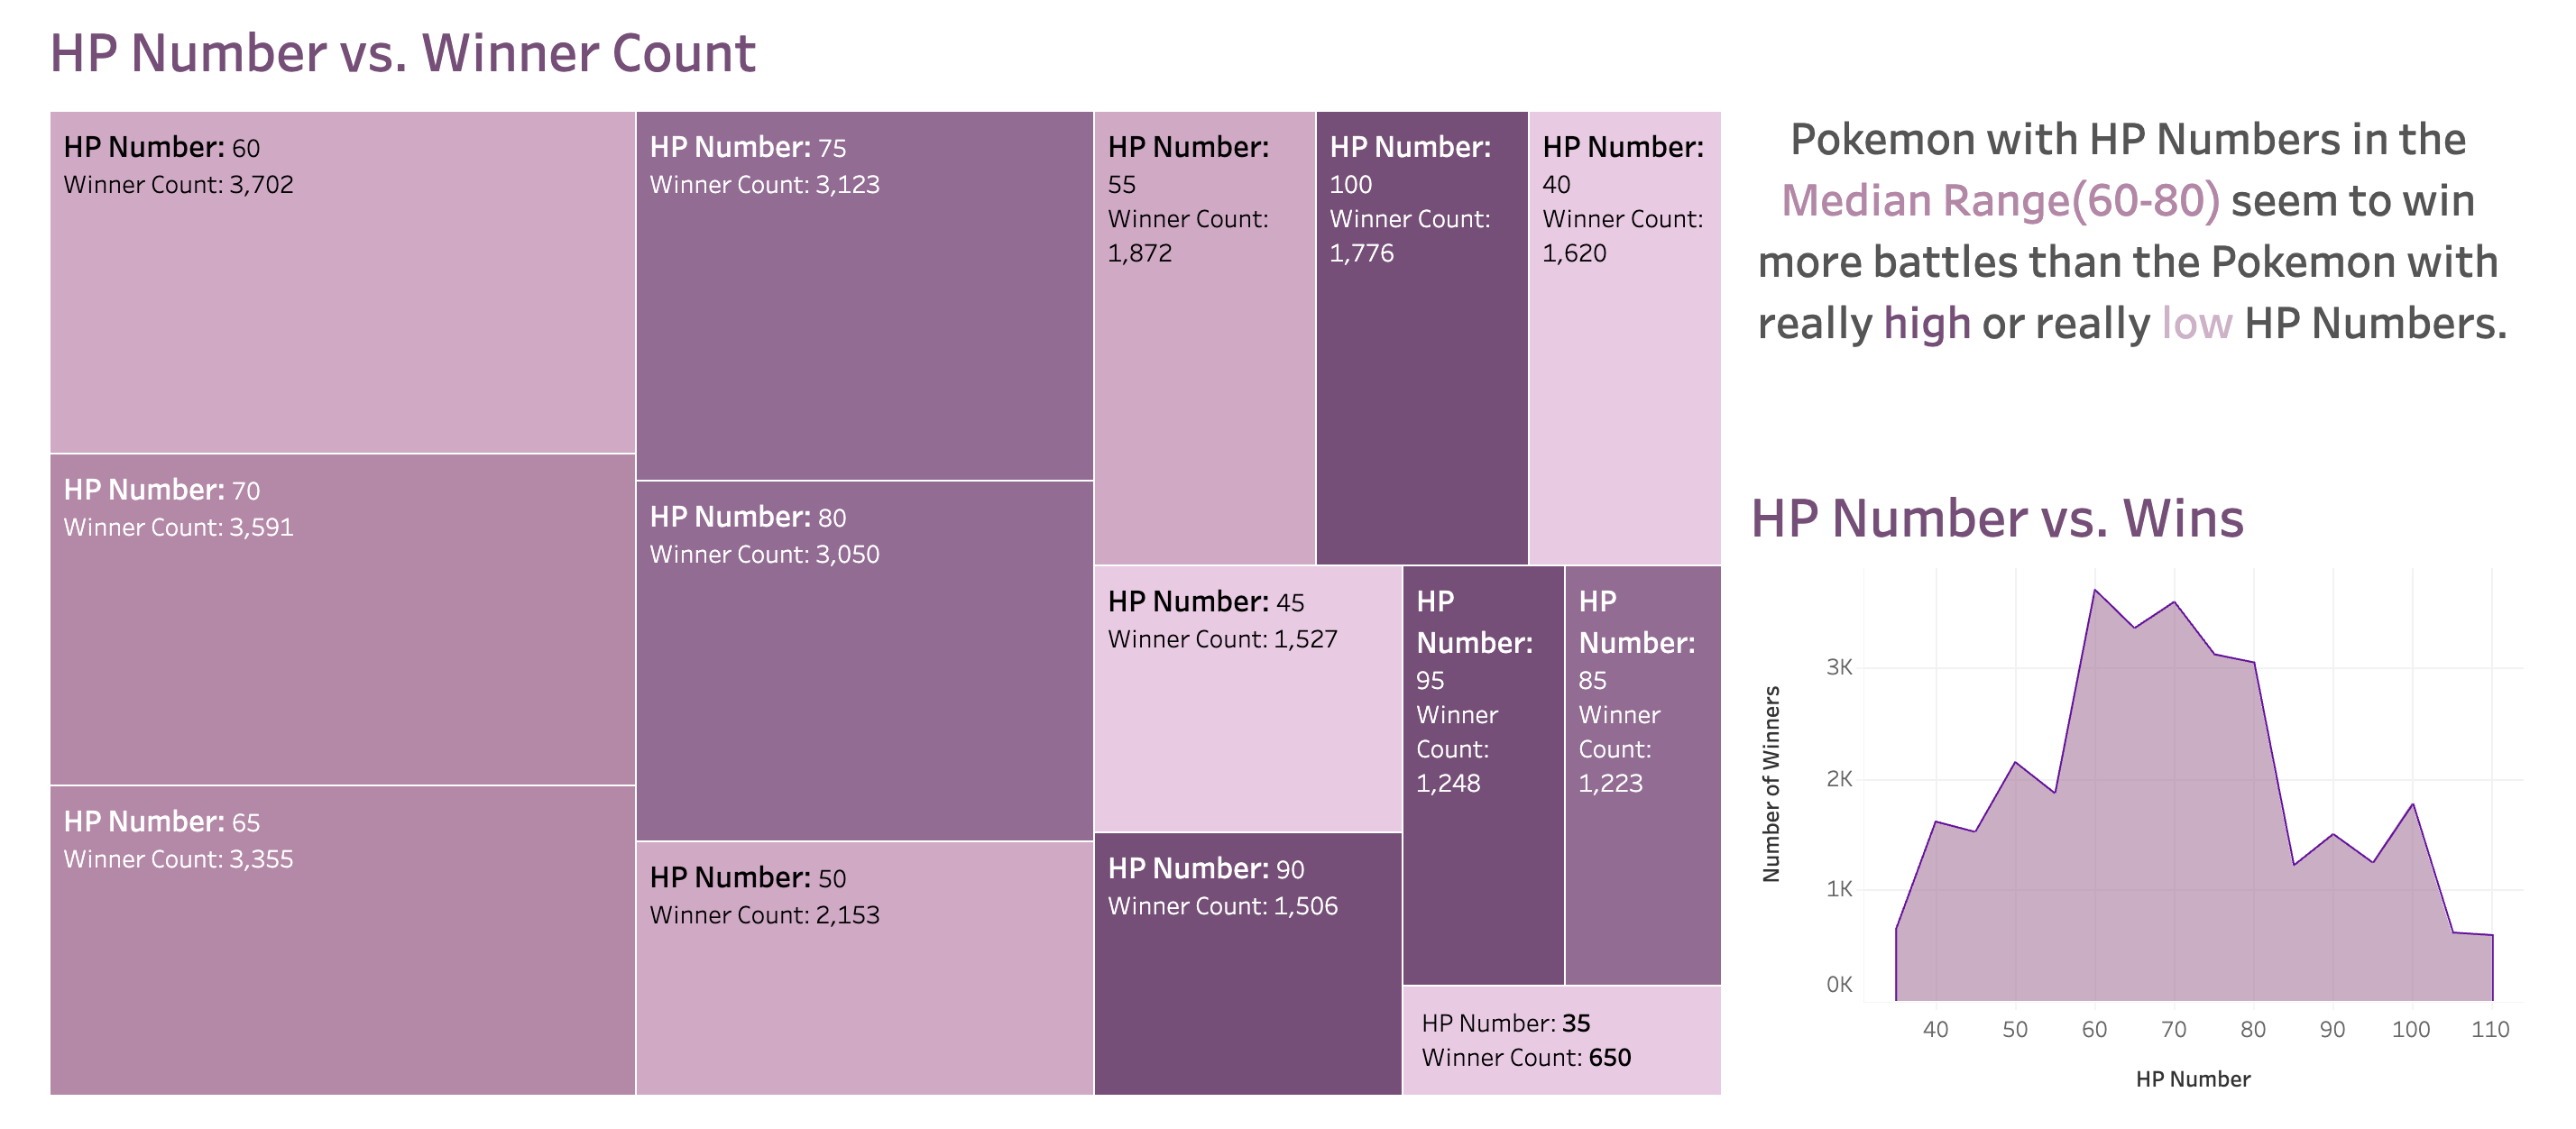 HP Number vs. Winner Count
HP Number: 60
Winner Count: 3,702
HP Number: 70
Winner Count: 3,591
HP Number: 65
Winner Count: 3,355
HP Number: 75
Winner Count: 3,123
HP Number: 80
Winner Count: 3,050
HP Number: 50
Winner Count: 2,153
HP Number:
55
Winner Count:
1,872
HP Number:
100
Winner Count:
1,776
HP Number:
40
Winner Count:
1,620
HP Number: 45
Winner Count: 1,527
HP Number: 90
Winner Count: 1,506
HP
Number:
95
Winner
Count:
1,248
HP
Number:
85
Winner
Count:
1,223
HP Number: 35
Winner Count: 650
Pokemon with HP Numbers in the
Median Range(60-80) seem to win
more battles than the Pokemon with
really high or really low HP Numbers.
HP Number vs. Wins
Number of Winners
3K
2K
1K
0K
40 50 60 70 80 90 100 110
HP Number